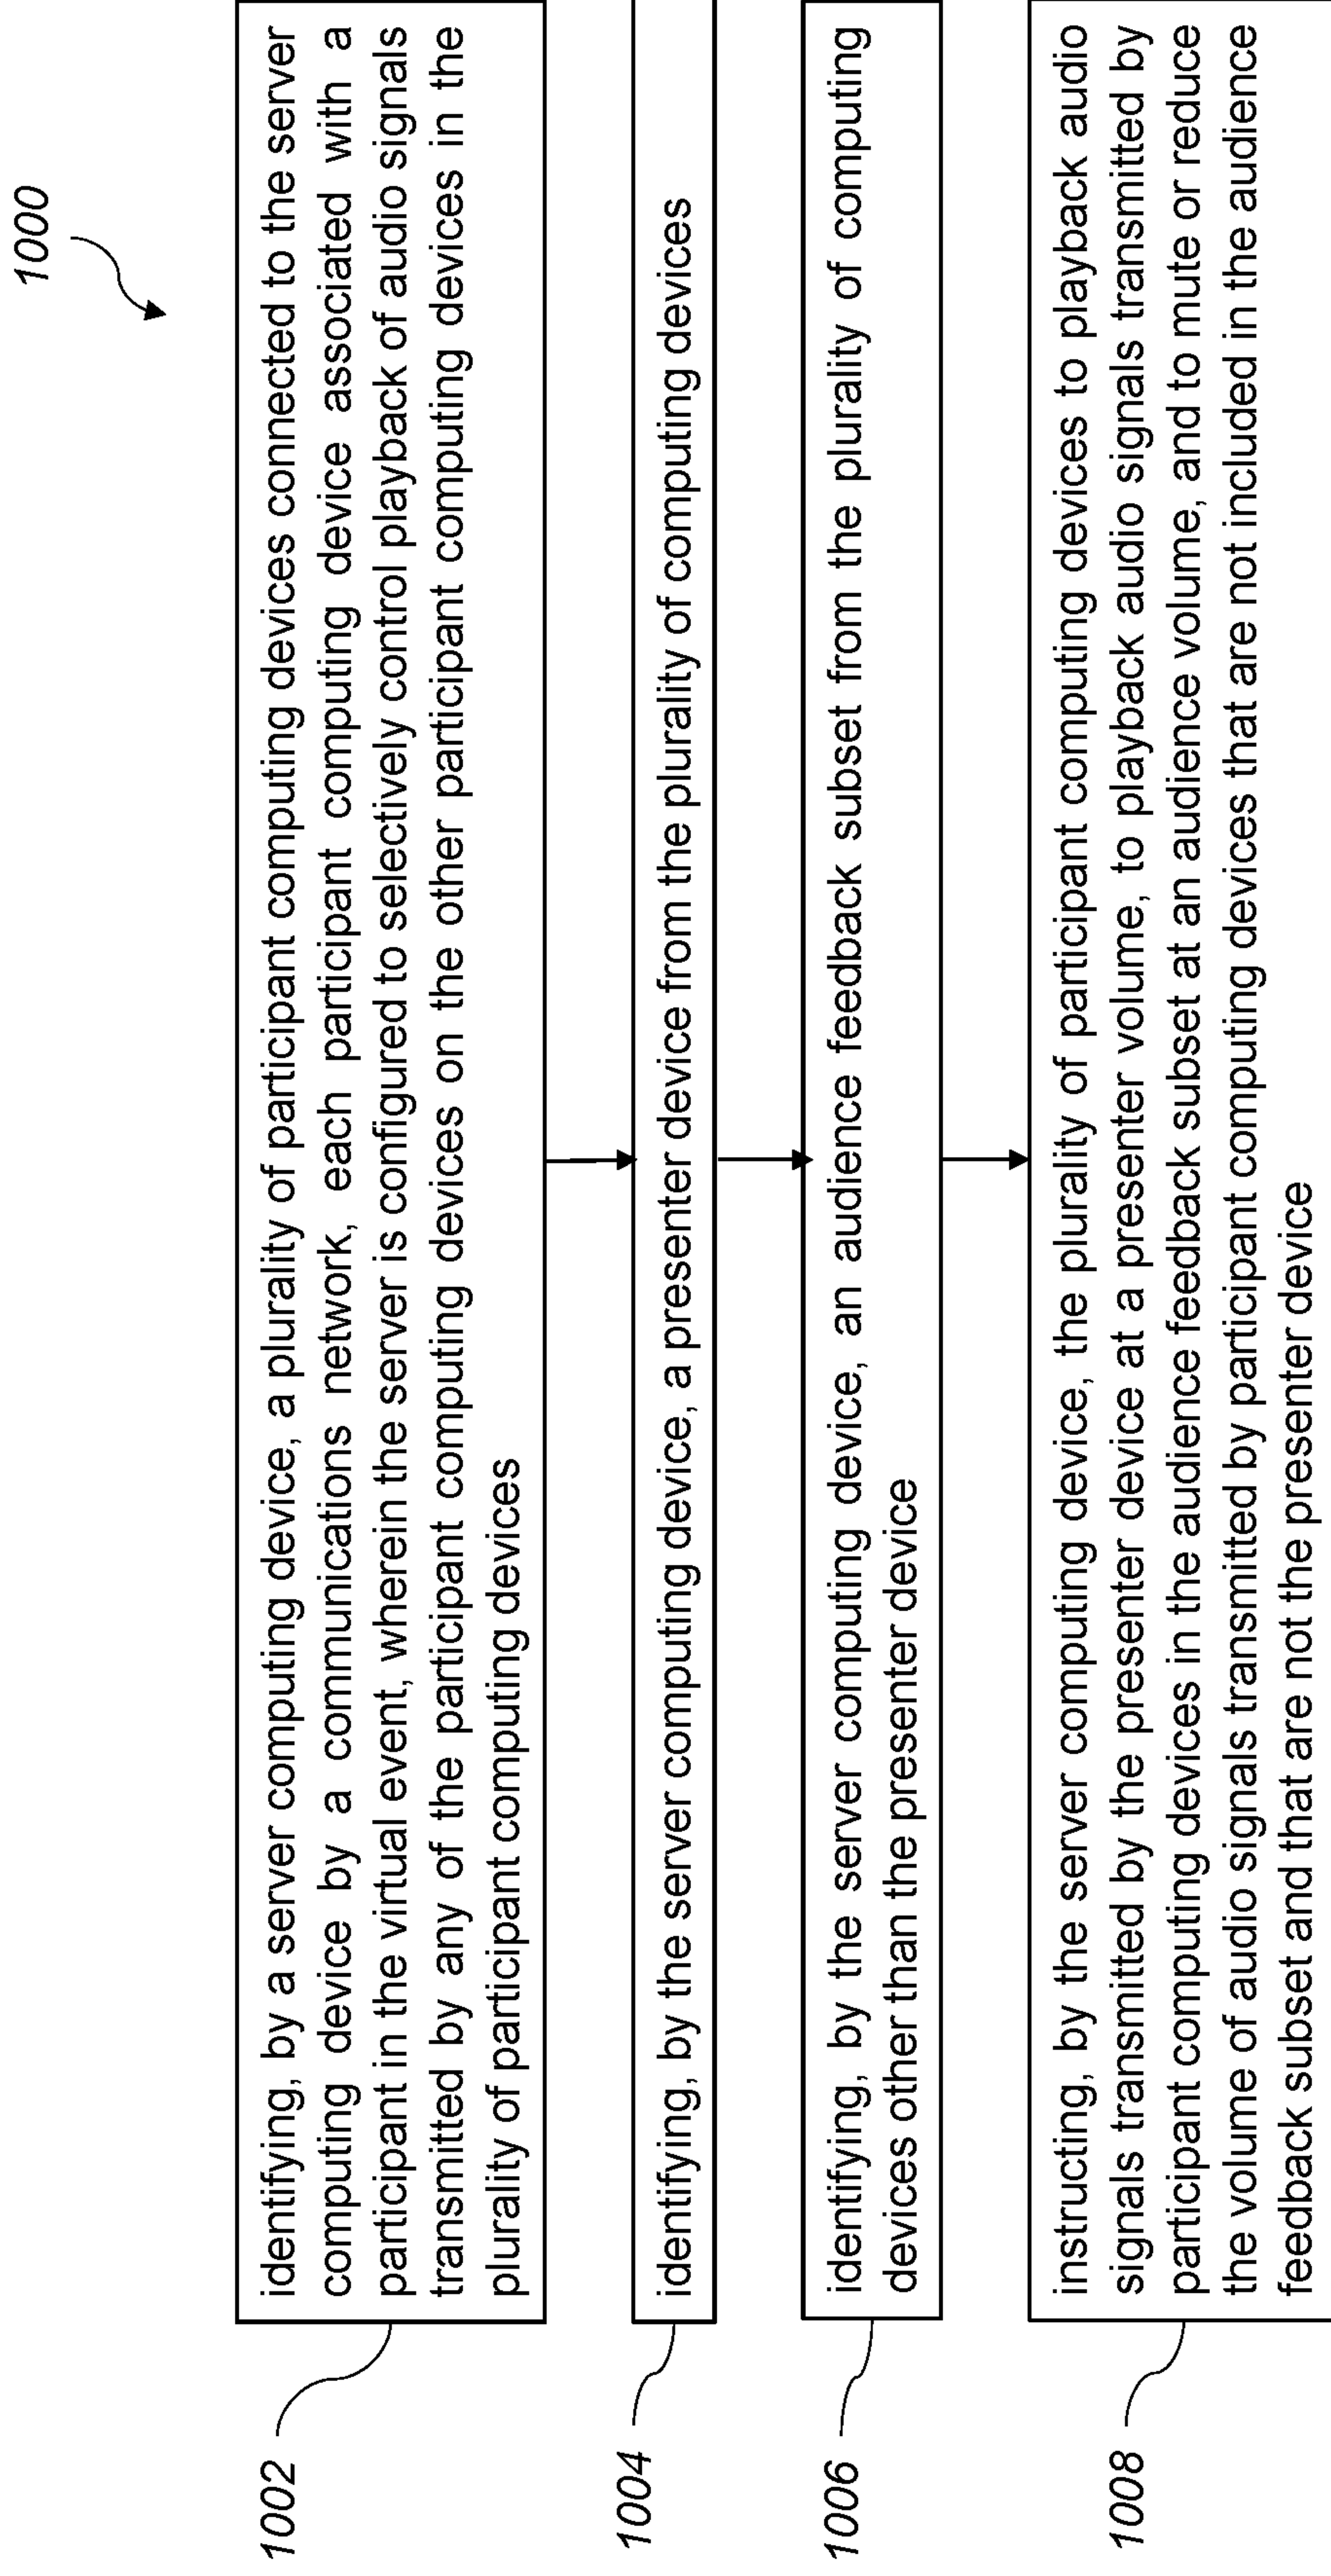 1000
1002
identifying, by a server computing device, a plurality of participant computing devices connected to the server
computing device by a communications network, each participant computing device associated with a
participant in the virtual event, wherein the server is configured to selectively control playback of audio signals
transmitted by any of the participant computing devices on the other participant computing devices in the
plurality of participant computing devices
1004
identifying, by the server computing device, a presenter device from the plurality of computing devices
1006
identifying, by the server computing device, an audience feedback subset from the plurality of computing
devices other than the presenter device
1008
instructing, by the server computing device, the plurality of participant computing devices to playback audio
signals transmitted by the presenter device at a presenter volume, to playback audio signals transmitted by
participant computing devices in the audience feedback subset at an audience volume, and to mute or reduce
the volume of audio signals transmitted by participant computing devices that are not included in the audience
feedback subset and that are not the presenter device